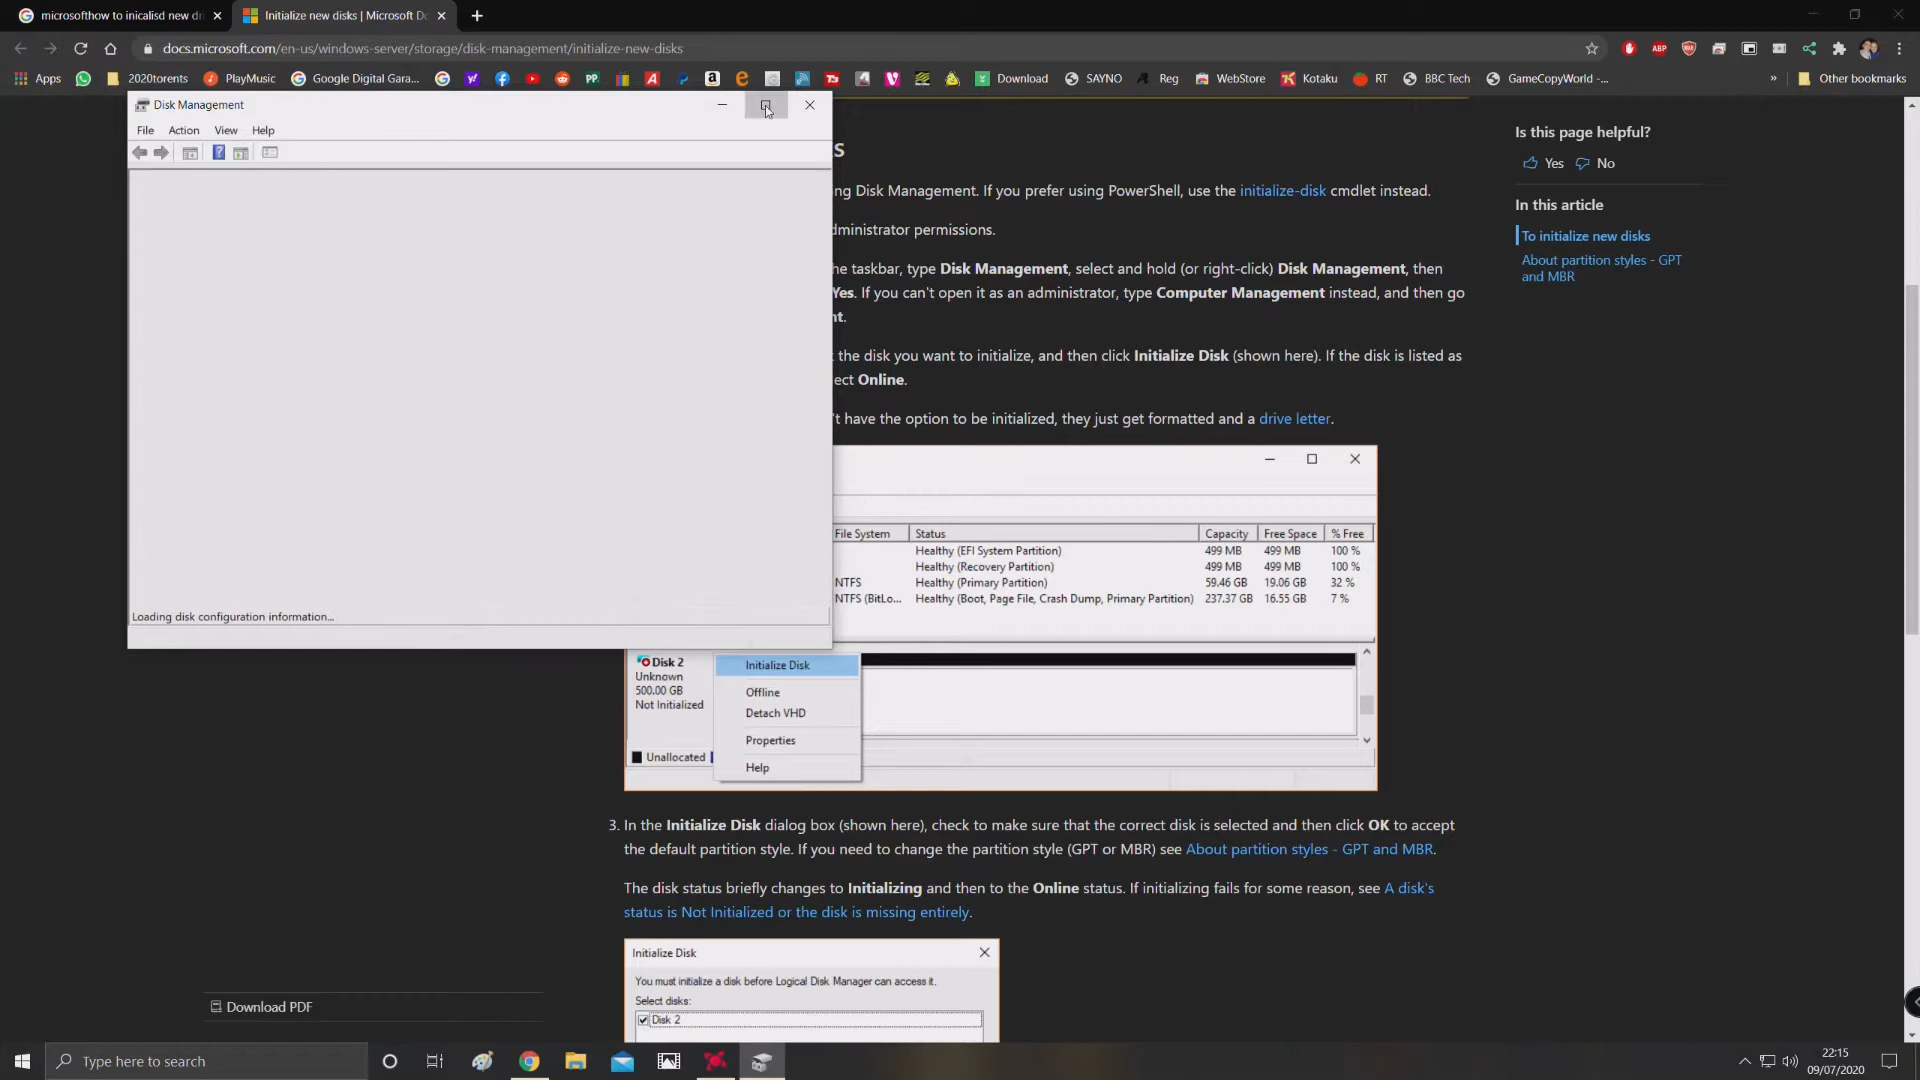 microsofthow to inicalisd new dr
Initialize new disks | Microsoft Do
docs.microsoft.com/en-us/windows-server/storage/disk-management/initialize-new-disks
Apps
2020torents
PlayMusic
Google Digital Gara...
Download
SAYNO
Reg
WebStore
Kotaku
RT
BBC Tech
GameCopyWorld -...
»
Other bookmarks
Disk Management
File Action View Help
Loading disk configuration information...
s
ng Disk Management. If you prefer using PowerShell, use the initialize-disk cmdlet instead.
dministrator permissions.
he taskbar, type Disk Management, select and hold (or right-click) Disk Management, then
Yes. If you can't open it as an administrator, type Computer Management instead, and then go
nt.
the disk you want to initialize, and then click Initialize Disk (shown here). If the disk is listed as
ect Online.
't have the option to be initialized, they just get formatted and a drive letter.
File System Status Capacity Free Space % Free
Healthy (EFI System Partition) 499 MB 499 MB 100 %
Healthy (Recovery Partition) 499 MB 499 MB 100 %
NTFS Healthy (Primary Partition) 59.46 GB 19.06 GB 32 %
NTFS (BitLo... Healthy (Boot, Page File, Crash Dump, Primary Partition) 237.37 GB 16.55 GB 7 %
Disk 2
Unknown
500.00 GB
Not Initialized
Initialize Disk
Offline
Detach VHD
Properties
Help
Unallocated
3. In the Initialize Disk dialog box (shown here), check to make sure that the correct disk is selected and then click OK to accept
the default partition style. If you need to change the partition style (GPT or MBR) see About partition styles - GPT and MBR.
The disk status briefly changes to Initializing and then to the Online status. If initializing fails for some reason, see A disk's
status is Not Initialized or the disk is missing entirely.
Initialize Disk
You must initialize a disk before Logical Disk Manager can access it.
Select disks:
Disk 2
Is this page helpful?
Yes No
In this article
To initialize new disks
About partition styles - GPT
and MBR
Download PDF
Type here to search
22:15
09/07/2020